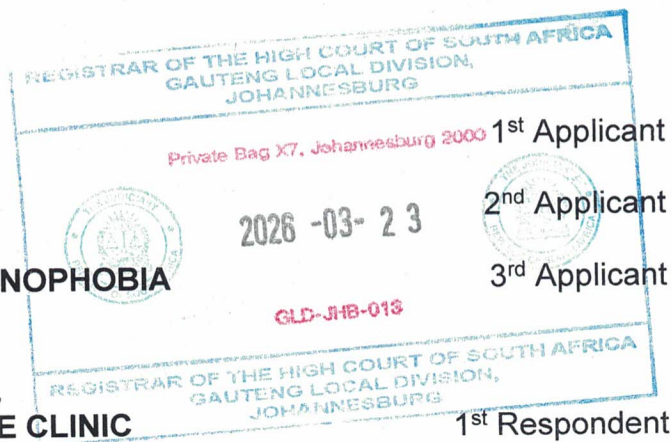 REGISTRAR OF THE HIGH COURT OF SOUTH AFRICA
GAUTENG LOCAL DIVISION,
JOHANNESBURG
Private Bag X7, Johannesburg 2000
1st Applicant
2nd Applicant
2026 -03- 23
NOPHOBIA
3rd Applicant
GLD-JHB-013
REGISTRAR OF THE HIGH COURT OF SOUTH AFRICA
GAUTENG LOCAL DIVISION,
JOHANNESBURG
E CLINIC
1st Respondent